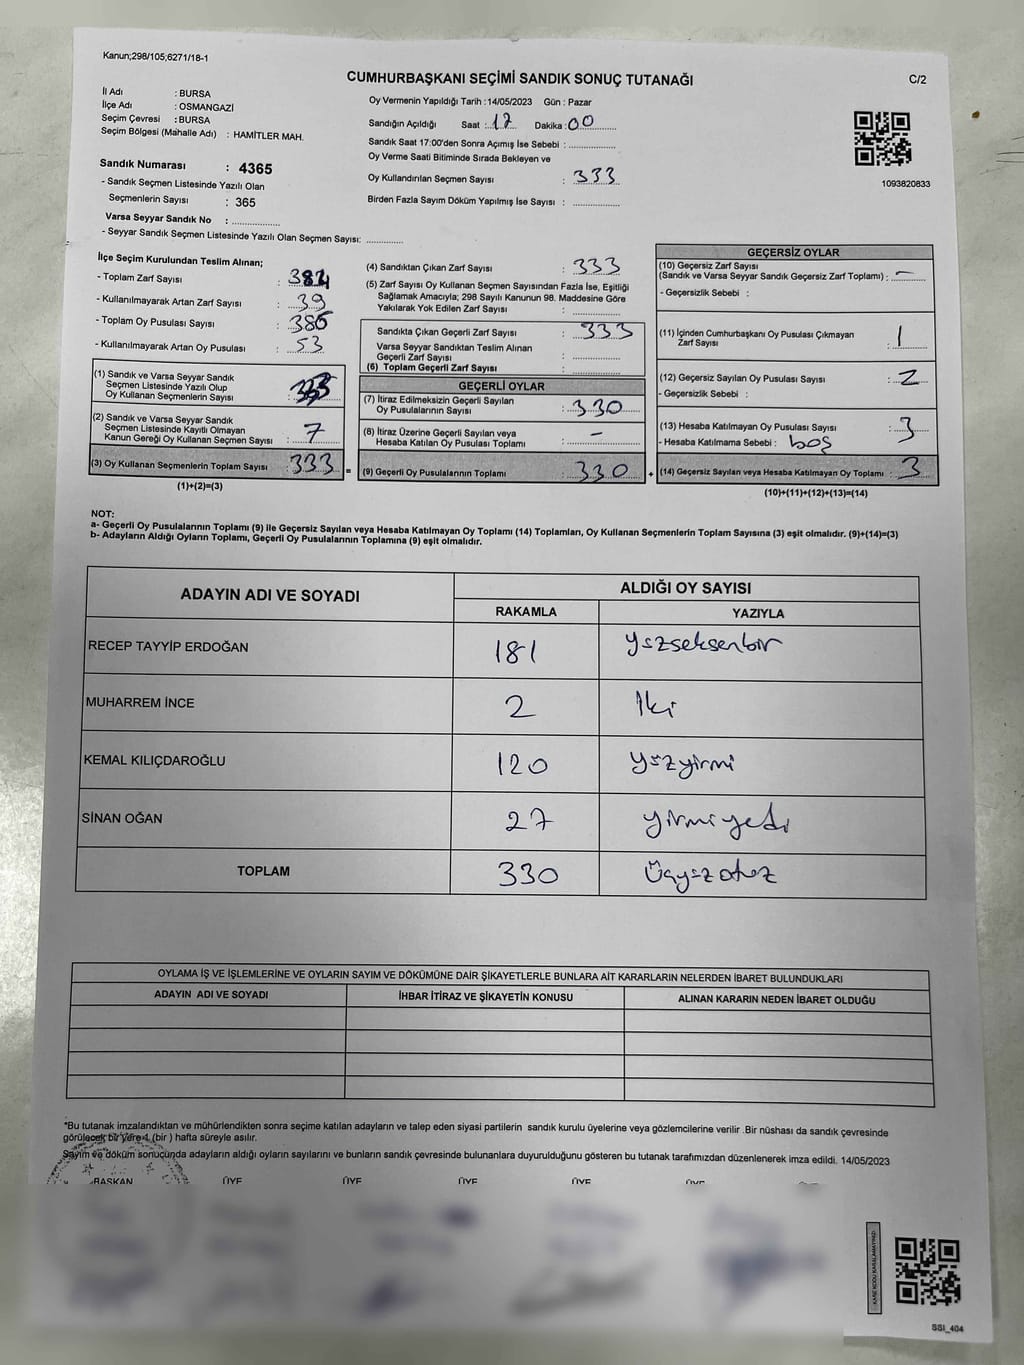 Kanun;298/105;6271/18-1
CUMHURBAŞKANI SEÇİMİ SANDIK SONUÇ TUTANAĞI
C/2
İl Adı : BURSA
İlçe Adı : OSMANGAZİ
Seçim Çevresi : BURSA
Seçim Bölgesi (Mahalle Adı) : HAMİTLER MAH.
Sandık Numarası : 4365
- Sandık Seçmen Listesinde Yazılı Olan
Seçmenlerin Sayısı : 365
Varsa Seyyar Sandık No :
- Seyyar Sandık Seçmen Listesinde Yazılı Olan Seçmen Sayısı:
Oy Vermenin Yapıldığı Tarih :14/05/2023 Gün : Pazar
Sandığın Açıldığı Saat : 17 Dakika : 00
Sandık Saat 17:00'den Sonra Açımış İse Sebebi :
Oy Verme Saati Bitiminde Sırada Bekleyen ve
Oy Kullandırılan Seçmen Sayısı : 333
Birden Fazla Sayım Döküm Yapılmış İse Sayısı :
1093820833
İlçe Seçim Kurulundan Teslim Alınan;
- Toplam Zarf Sayısı :
- Kullanılmayarak Artan Zarf Sayısı : 39
- Toplam Oy Pusulası Sayısı : 386
- Kullanılmayarak Artan Oy Pusulası : 53
(1) Sandık ve Varsa Seyyar Sandık
Seçmen Listesinde Yazılı Olup
Oy Kullanan Seçmenlerin Sayısı :
(2) Sandık ve Varsa Seyyar Sandık
Seçmen Listesinde Kayıtlı Olmayan
Kanun Gereği Oy Kullanan Seçmen Sayısı : 7
(3) Oy Kullanan Seçmenlerin Toplam Sayısı : 333
(1)+(2)=(3)
(4) Sandıktan Çıkan Zarf Sayısı : 333
(5) Zarf Sayısı Oy Kullanan Seçmen Sayısından Fazla İse, Eşitliği
Sağlamak Amacıyla; 298 Sayılı Kanunun 98. Maddesine Göre
Yakılarak Yok Edilen Zarf Sayısı :
Sandıkta Çıkan Geçerli Zarf Sayısı : 333
Varsa Seyyar Sandıktan Teslim Alınan
Geçerli Zarf Sayısı :
(6) Toplam Geçerli Zarf Sayısı :
GEÇERLİ OYLAR
(7) İtiraz Edilmeksizin Geçerli Sayılan
Oy Pusulalarının Sayısı : 330
(8) İtiraz Üzerine Geçerli Sayılan veya
Hesaba Katılan Oy Pusulası Toplamı : –
= (9) Geçerli Oy Pusulalarının Toplamı : 330 +
GEÇERSİZ OYLAR
(10) Geçersiz Zarf Sayısı
(Sandık ve Varsa Seyyar Sandık Geçersiz Zarf Toplamı) : –
- Geçersizlik Sebebi :
(11) İçinden Cumhurbaşkanı Oy Pusulası Çıkmayan
Zarf Sayısı : 1
(12) Geçersiz Sayılan Oy Pusulası Sayısı : 2
- Geçersizlik Sebebi :
(13) Hesaba Katılmayan Oy Pusulası Sayısı : 3
- Hesaba Katılmama Sebebi : boş
(14) Geçersiz Sayılan veya Hesaba Katılmayan Oy Toplamı : 3
(10)+(11)+(12)+(13)=(14)
NOT:
a- Geçerli Oy Pusulalarının Toplamı (9) ile Geçersiz Sayılan veya Hesaba Katılmayan Oy Toplamı (14) Toplamları, Oy Kullanan Seçmenlerin Toplam Sayısına (3) eşit olmalıdır. (9)+(14)=(3)
b- Adayların Aldığı Oyların Toplamı, Geçerli Oy Pusulalarının Toplamına (9) eşit olmalıdır.
ADAYIN ADI VE SOYADI
ALDIĞI OY SAYISI
RAKAMLA YAZIYLA
RECEP TAYYİP ERDOĞAN 181 yüzseksenbir
MUHARREM İNCE 2 İki
KEMAL KILIÇDAROĞLU 120 yüzyirmi
SİNAN OĞAN 27 yirmiyedi
TOPLAM 330 Üçyüzotuz
OYLAMA İŞ VE İŞLEMLERİNE VE OYLARIN SAYIM VE DÖKÜMÜNE DAİR ŞİKAYETLERLE BUNLARA AİT KARARLARIN NELERDEN İBARET BULUNDUKLARI
ADAYIN ADI VE SOYADI İHBAR İTİRAZ VE ŞİKAYETİN KONUSU ALINAN KARARIN NEDEN İBARET OLDUĞU
*Bu tutanak imzalandıktan ve mühürlendikten sonra seçime katılan adayların ve talep eden siyasi partilerin sandık kurulu üyelerine veya gözlemcilerine verilir .Bir nüshası da sandık çevresinde
görülecek bir yere 1 (bir ) hafta süreyle asılır.
Sayım ve döküm sonucunda adayların aldığı oyların sayılarını ve bunların sandık çevresinde bulunanlara duyurulduğunu gösteren bu tutanak tarafımızdan düzenlenerek imza edildi. 14/05/2023
BAŞKAN ÜYE ÜYE ÜYE ÜYE ÜYE
SSI_404